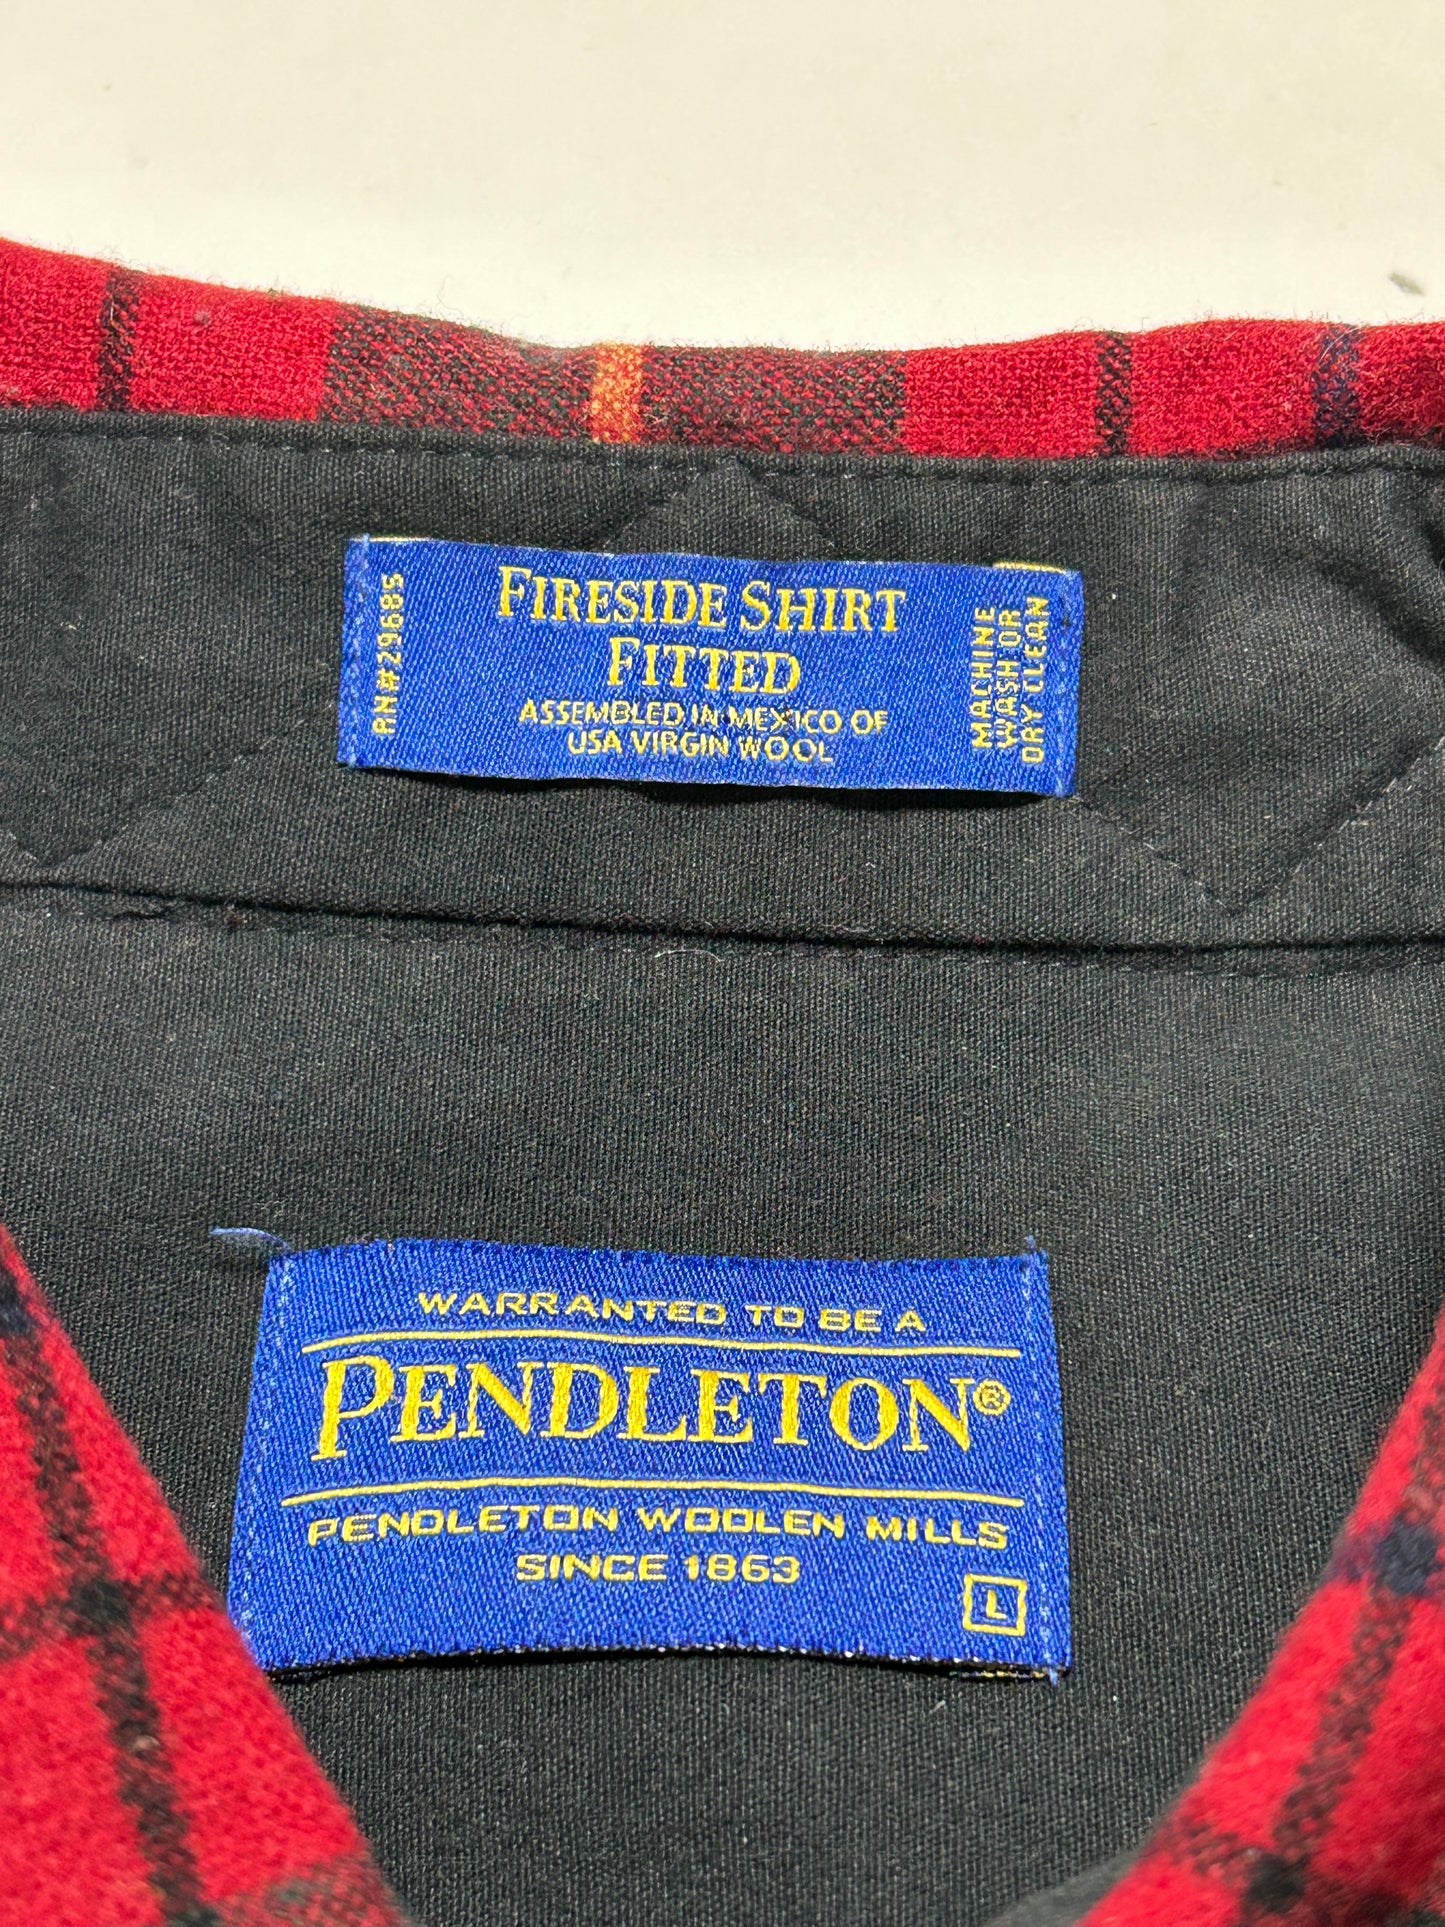 FIRESIDE SHIRT
FITTED
ASSEMBLED IN MEXICO OF
USA VIRGIN WOOL
RN#29685
MACHINE
WASH OR
DRY CLEAN
WARRANTED TO BE A
PENDLETON®
PENDLETON WOOLEN MILLS
SINCE 1863
L